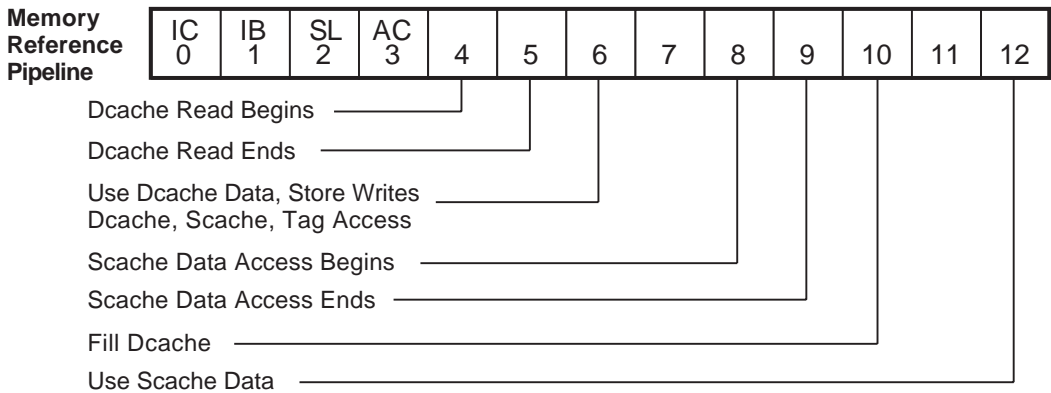 Memory
Reference
Pipeline
IC IB SL AC
0 1 2 3 4 5 6 7 8 9 10 11 12
Dcache Read Begins
Dcache Read Ends
Use Dcache Data, Store Writes
Dcache, Scache, Tag Access
Scache Data Access Begins
Scache Data Access Ends
Fill Dcache
Use Scache Data